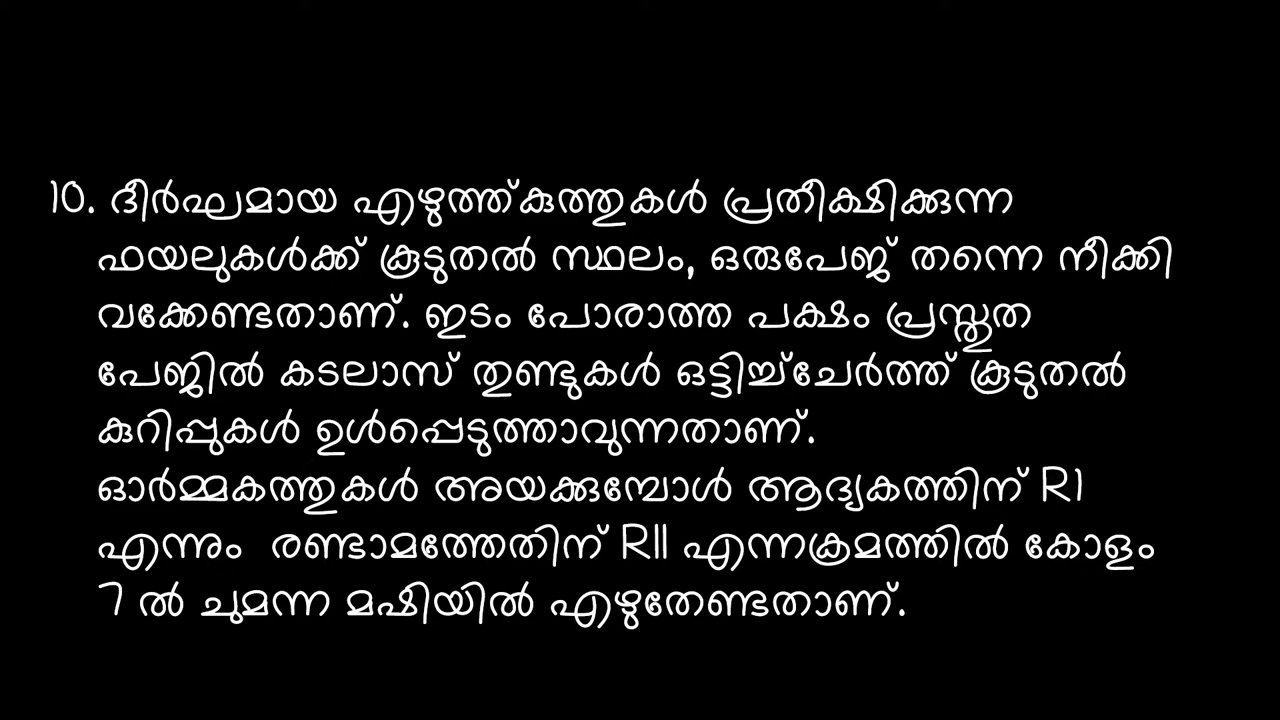 10. ദീർഘമായ എഴുത്ത്കുത്തുകൾ പ്രതീക്ഷിക്കുന്ന
ഫയലുകൾക്ക് കൂടുതൽ സ്ഥലം, ഒരുപേജ് തന്നെ നീക്കി
വക്കേണ്ടതാണ്. ഇടം പോരാത്ത പക്ഷം പ്രസ്തുത
പേജിൽ കടലാസ് തുണ്ടുകൾ ഒട്ടിച്ച്ചേർത്ത് കൂടുതൽ
കുറിപ്പുകൾ ഉൾപ്പെടുത്താവുന്നതാണ്.
ഓർമ്മകത്തുകൾ അയക്കുമ്പോൾ ആദ്യകത്തിന് R1
എന്നും രണ്ടാമത്തേതിന് R11 എന്നക്രമത്തിൽ കോളം
7 ൽ ചുമന്ന മഷിയിൽ എഴുതേണ്ടതാണ്.